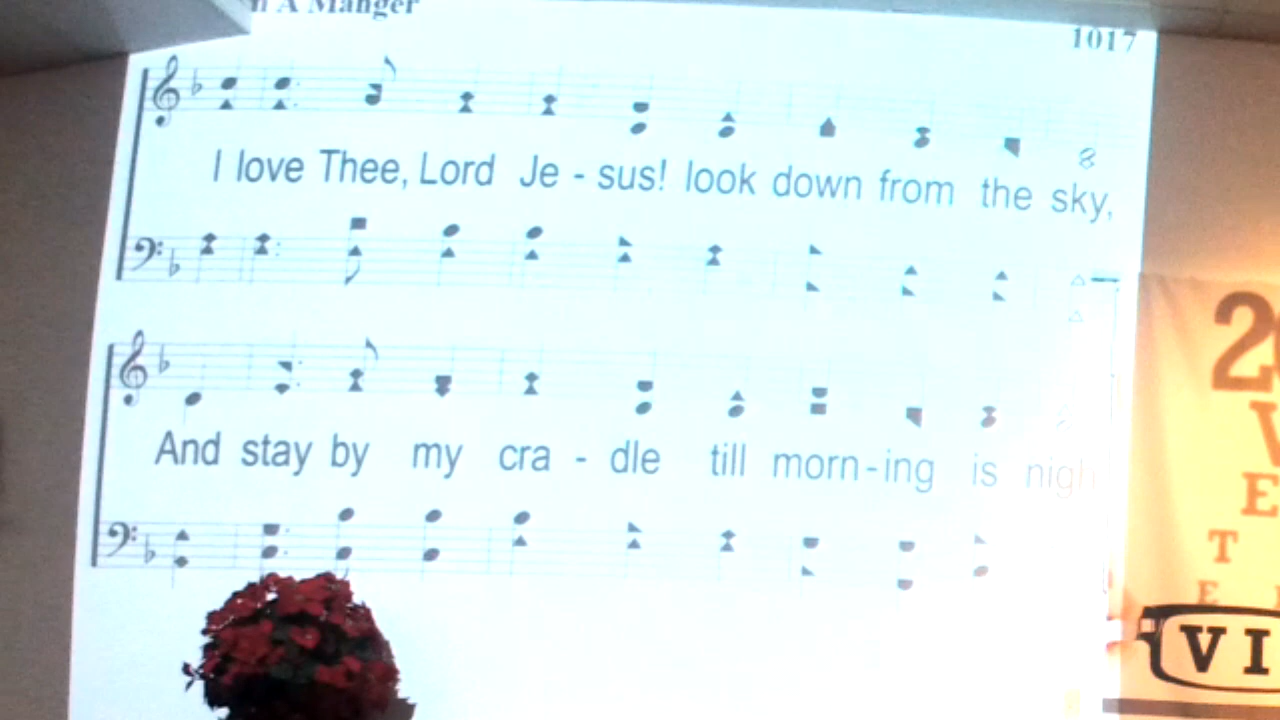 n A Manger
1017
I love Thee, Lord Je - sus! look down from the sky,
And stay by my cra - dle till morn - ing is nigh
2
V
E
T
E
VI